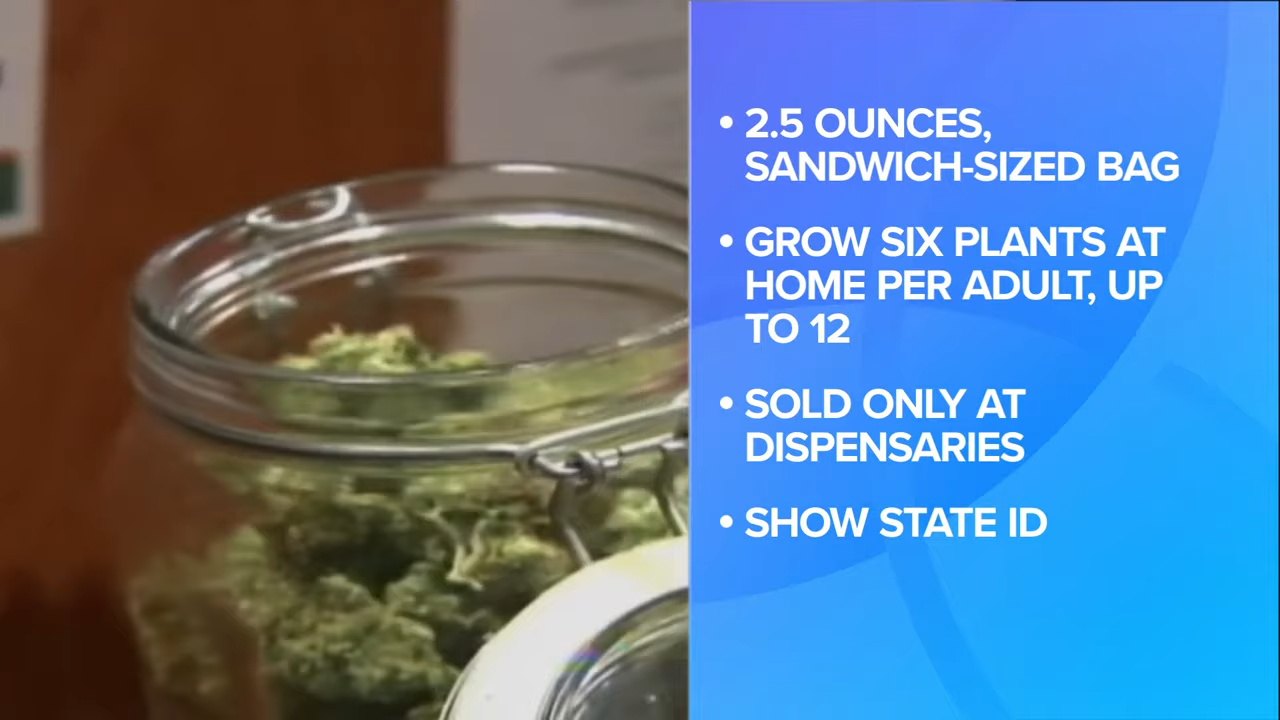 • 2.5 OUNCES,
SANDWICH-SIZED BAG
• GROW SIX PLANTS AT
HOME PER ADULT, UP
TO 12
• SOLD ONLY AT
DISPENSARIES
• SHOW STATE ID